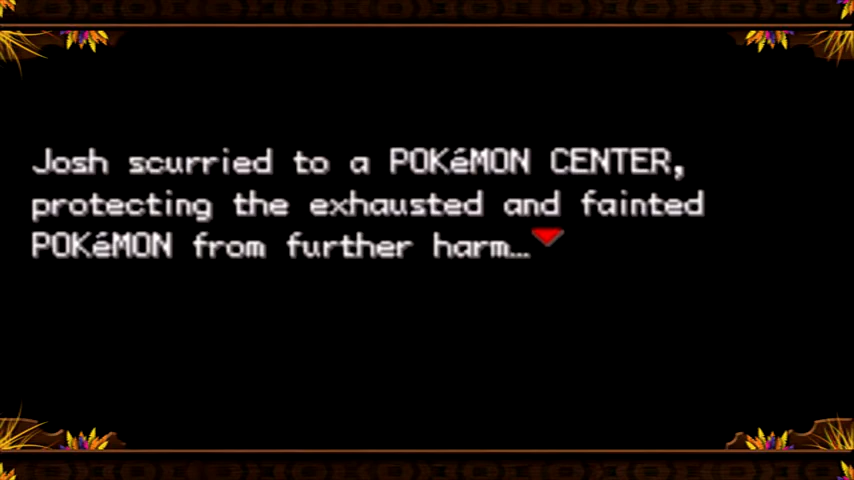 Josh scurried to a POKéMON CENTER,
protecting the exhausted and fainted
POKéMON from further harm…